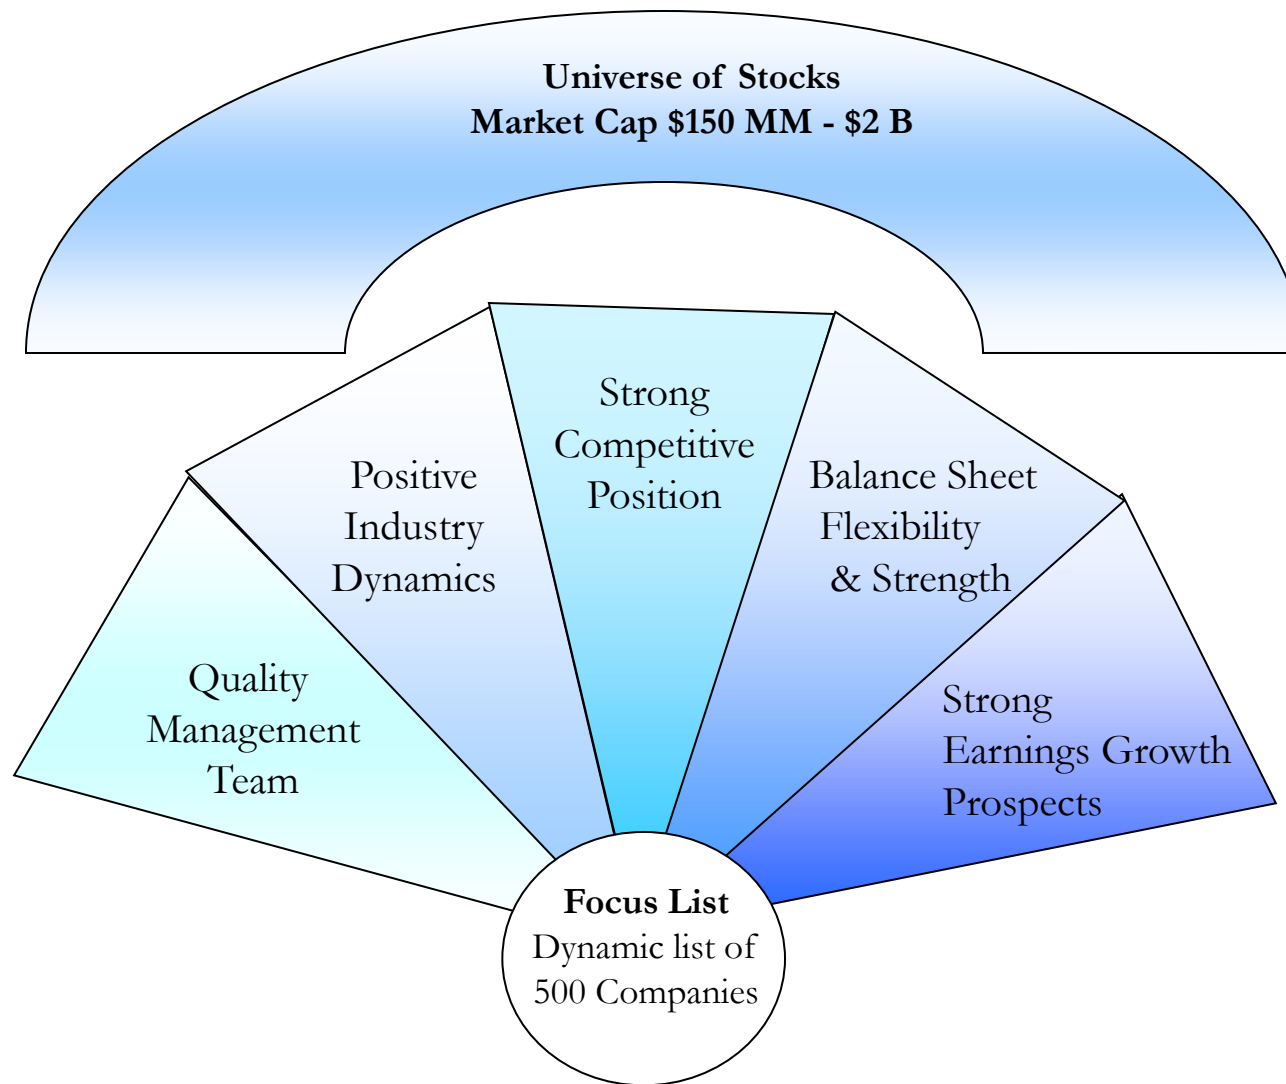 Universe of Stocks
Market Cap $150 MM - $2 B
Quality
Management
Team
Positive
Industry
Dynamics
Strong
Competitive
Position
Balance Sheet
Flexibility
& Strength
Strong
Earnings Growth
Prospects
Focus List
Dynamic list of
500 Companies